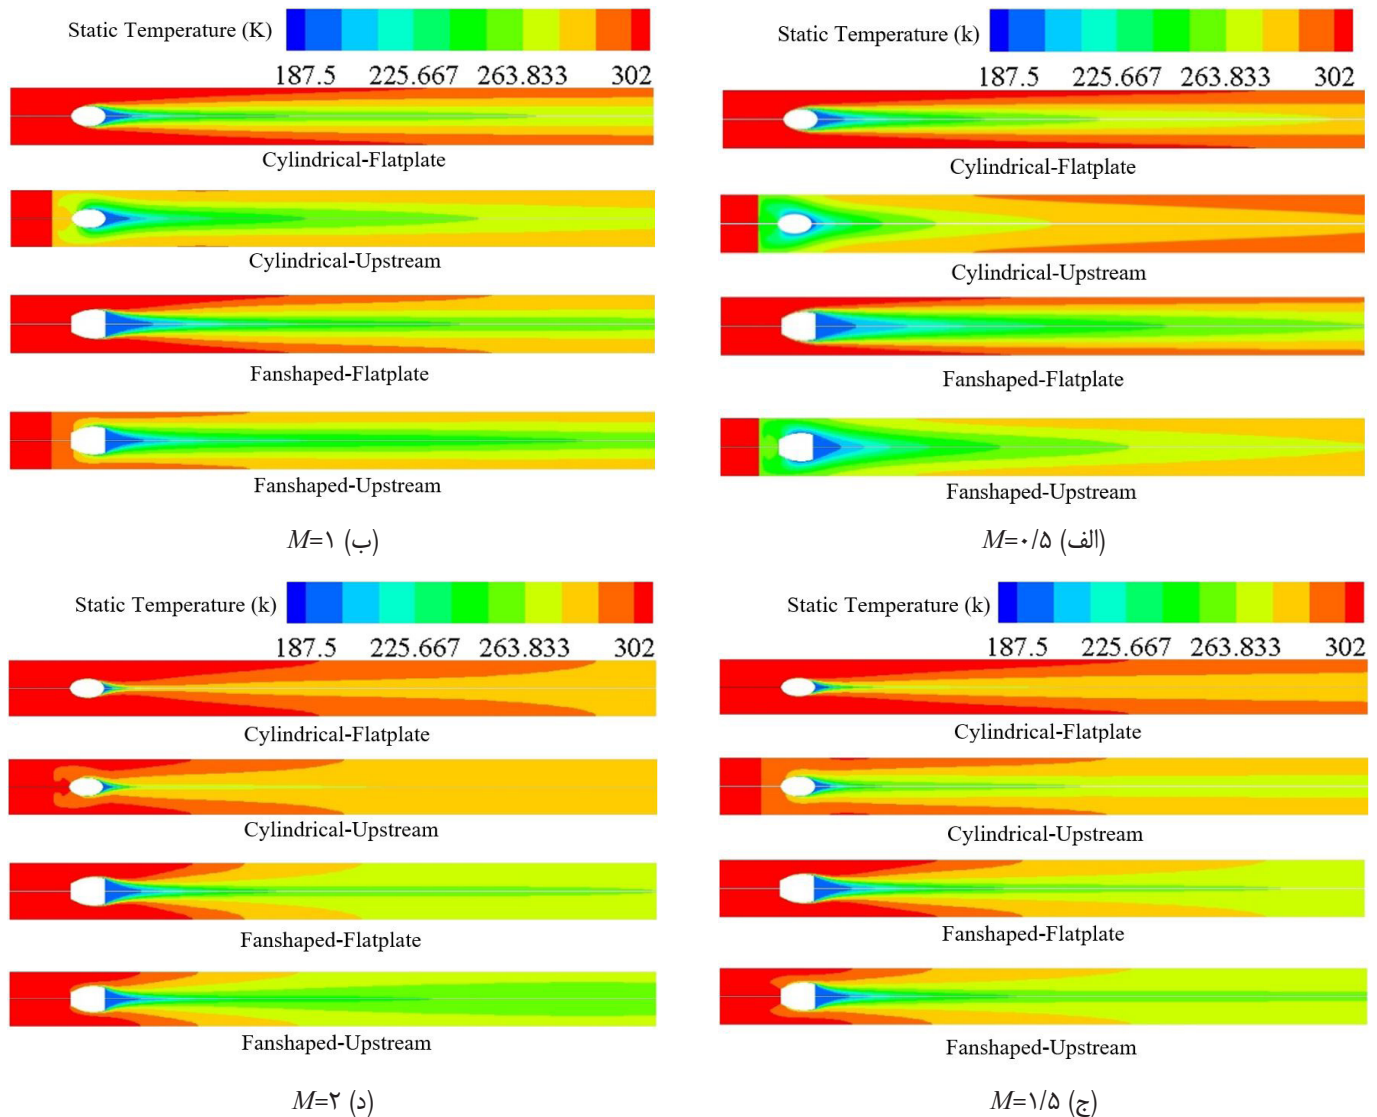 Static Temperature (K)
187.5 225.667 263.833 302
Cylindrical-Flatplate
Cylindrical-Upstream
Fanshaped-Flatplate
Fanshaped-Upstream
(ب) M=۱
Static Temperature (k)
187.5 225.667 263.833 302
Cylindrical-Flatplate
Cylindrical-Upstream
Fanshaped-Flatplate
Fanshaped-Upstream
(الف) M=۰/۵
Static Temperature (k)
187.5 225.667 263.833 302
Cylindrical-Flatplate
Cylindrical-Upstream
Fanshaped-Flatplate
Fanshaped-Upstream
(د) M=۲
Static Temperature (k)
187.5 225.667 263.833 302
Cylindrical-Flatplate
Cylindrical-Upstream
Fanshaped-Flatplate
Fanshaped-Upstream
(ج) M=۱/۵